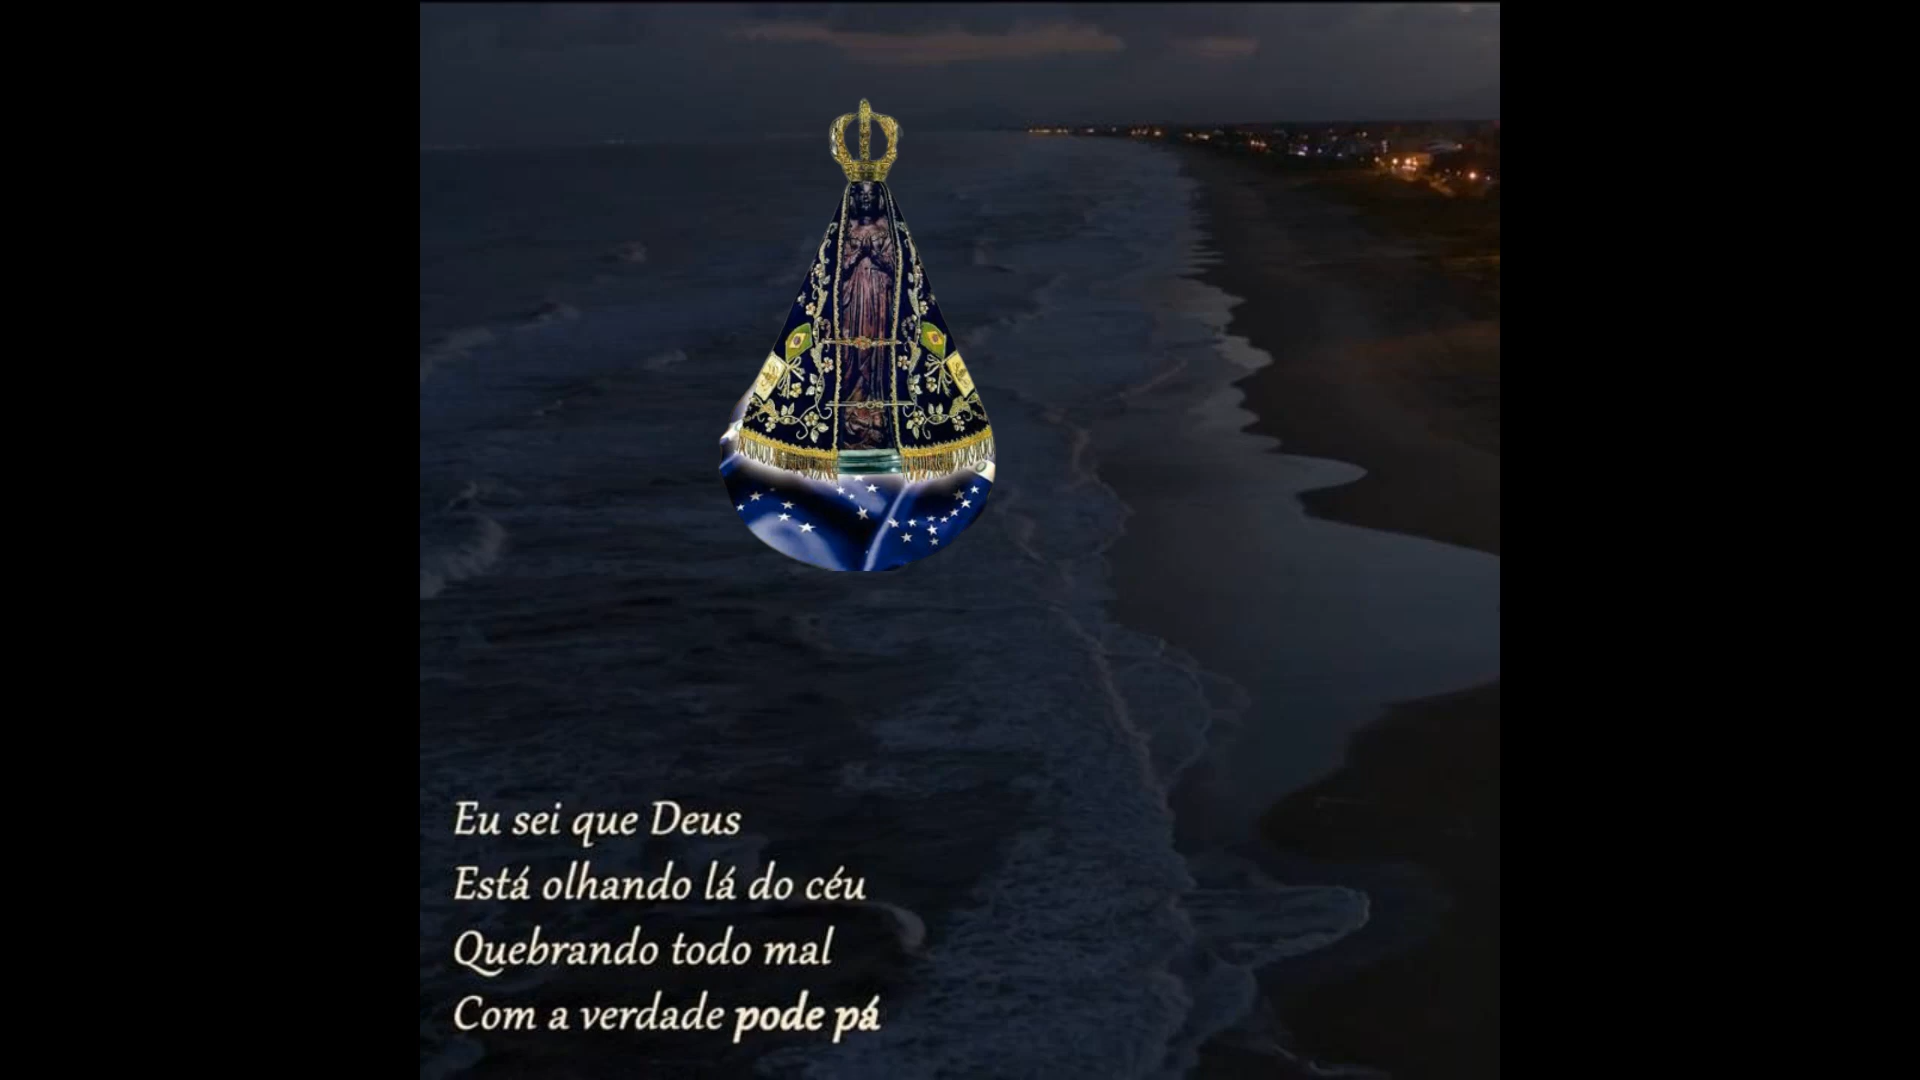 Eu sei que Deus
Está olhando lá do céu
Quebrando todo mal
Com a verdade pode pá